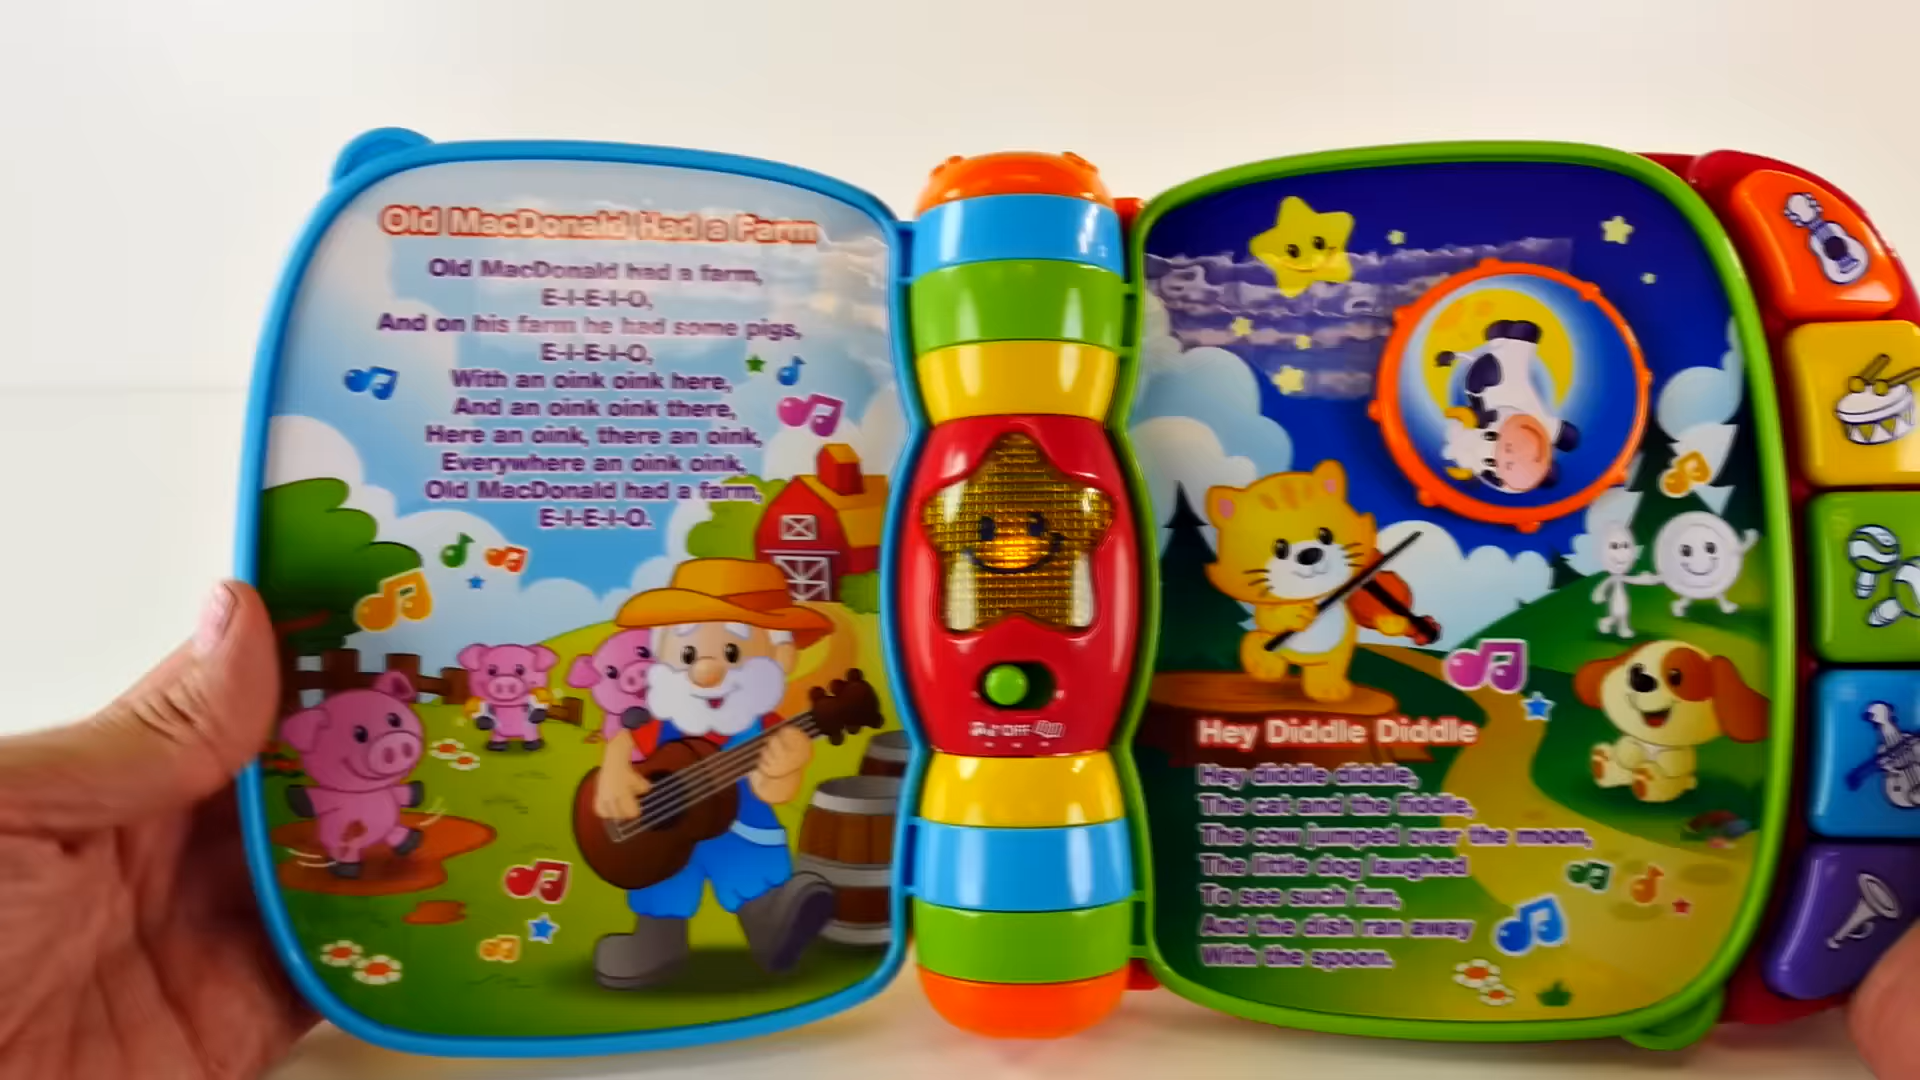 Old MacDonald Had a Farm
Old MacDonald had a farm,
E-I-E-I-O,
And on his farm he had some pigs,
E-I-E-I-O,
With an oink oink here,
And an oink oink there,
Here an oink, there an oink,
Everywhere an oink oink,
Old MacDonald had a farm,
E-I-E-I-O.
OFF
Hey Diddle Diddle
Hey diddle diddle,
The cat and the fiddle,
The cow jumped over the moon,
The little dog laughed
To see such fun,
And the dish ran away
With the spoon.